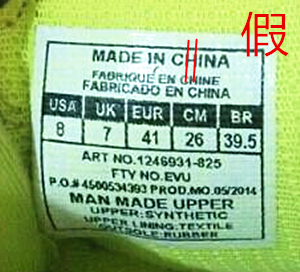 假
MADE IN CHINA
FABRIQUE EN CHINE
FABRICADO EN CHINA
USA UK EUR CM BR
8 7 41 26 39.5
ART NO.1246931-825
FTY NO.EVU
P.O.# 4500534393 PROD.MO.05/2014
MAN MADE UPPER
UPPER:SYNTHETIC
UPPER LINING:TEXTILE
OUTSOLE:RUBBER